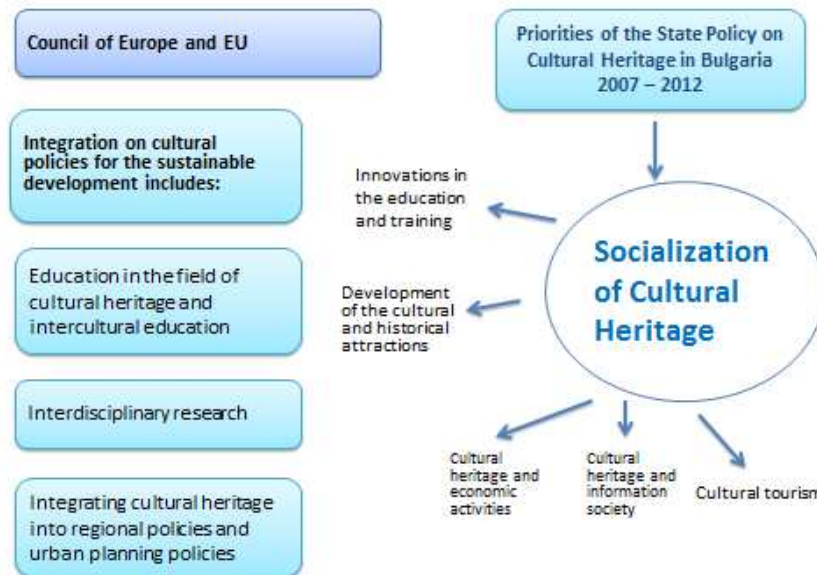 Council of Europe and EU
Integration on cultural
policies for the sustainable
development includes:
Education in the field of
cultural heritage and
intercultural education
Interdisciplinary research
Integrating cultural heritage
into regional policies and
urban planning policies
Priorities of the State Policy on
Cultural Heritage in Bulgaria
2007 – 2012
Socialization
of Cultural
Heritage
Innovations in
the education
and training
Development
of the cultural
and historical
attractions
Cultural
heritage and
economic
activities
Cultural
heritage and
information
society
Cultural tourism